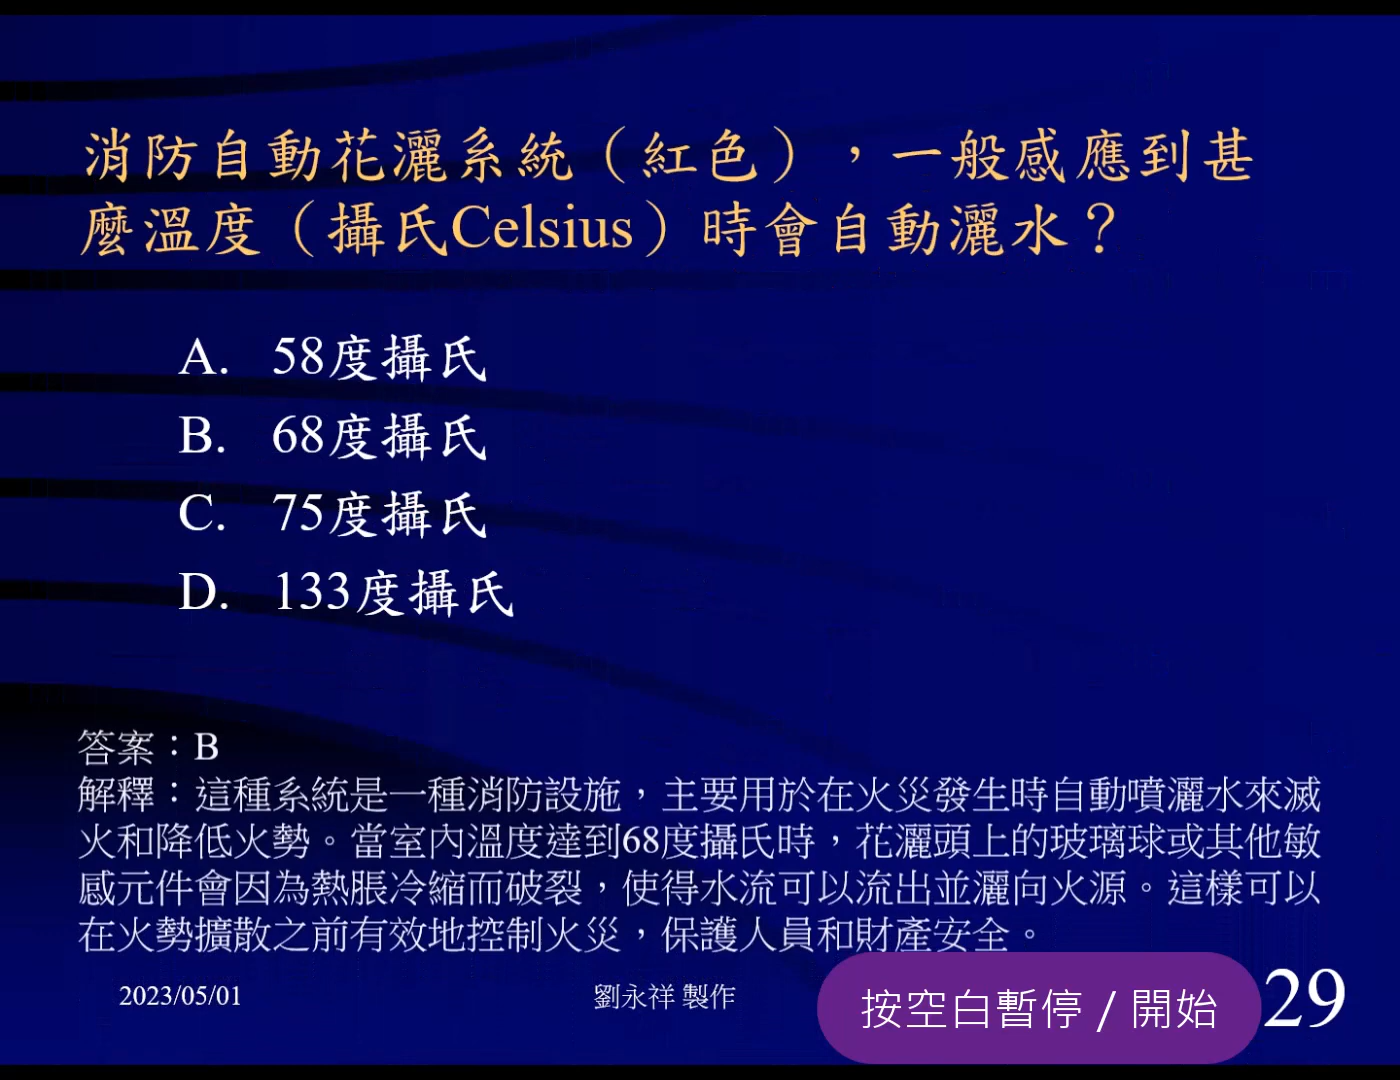 消防自動花灑系統（紅色），一般感應到甚
麼溫度（攝氏Celsius）時會自動灑水？
A. 58度攝氏
B. 68度攝氏
C. 75度攝氏
D. 133度攝氏
答案：B
解釋：這種系統是一種消防設施，主要用於在火災發生時自動噴灑水來滅
火和降低火勢。當室內溫度達到68度攝氏時，花灑頭上的玻璃球或其他敏
感元件會因為熱脹冷縮而破裂，使得水流可以流出並灑向火源。這樣可以
在火勢擴散之前有效地控制火災，保護人員和財產安全。
2023/05/01
劉永祥 製作
按空白暫停 / 開始
29